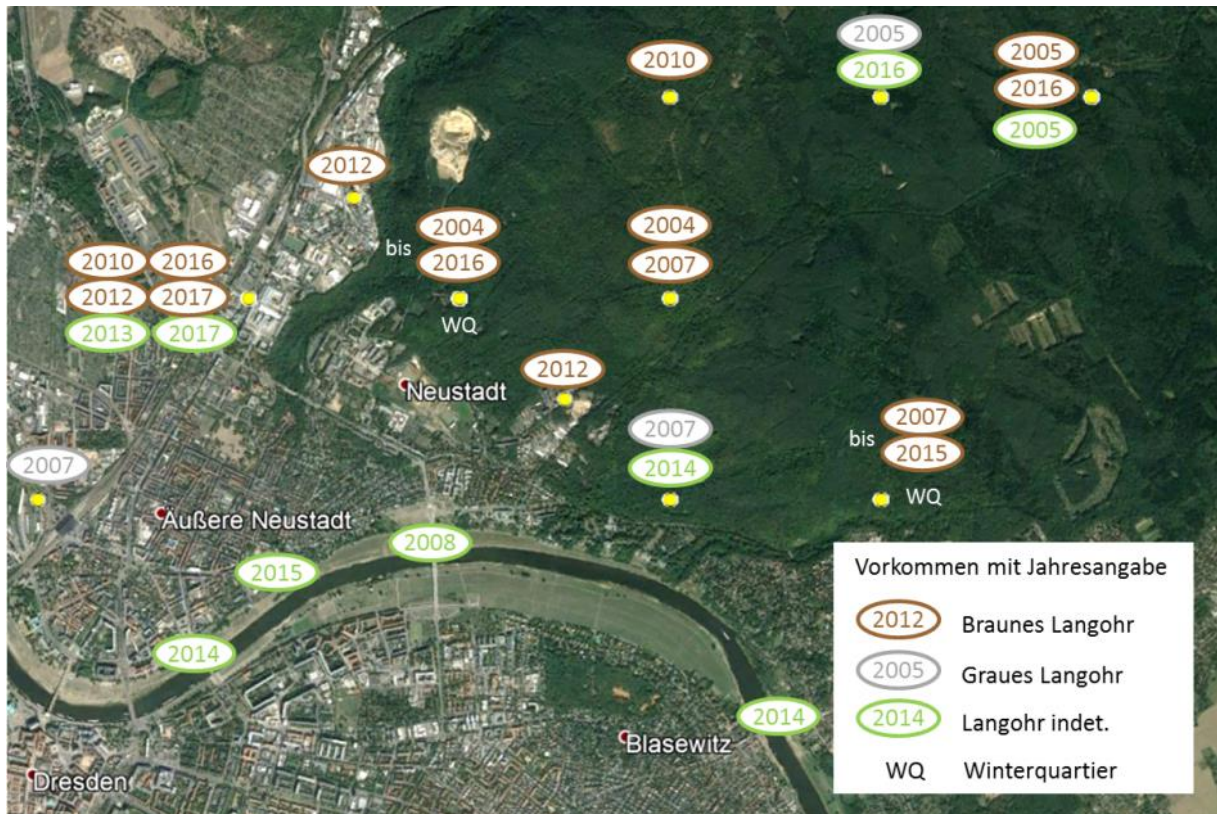 2005
2010
2005
2016
2016
2005
2012
2004
2004
bis
2010 2016
2016
2007
2012 2017
2013 2017
WQ
2012
Neustadt
2007
2007
bis
2014
2015
2007
WQ
Äußere Neustadt
2008
2015
2014
2014
Blasewitz
Dresden
Vorkommen mit Jahresangabe
2012 Braunes Langohr
2005 Graues Langohr
2014 Langohr indet.
WQ Winterquartier